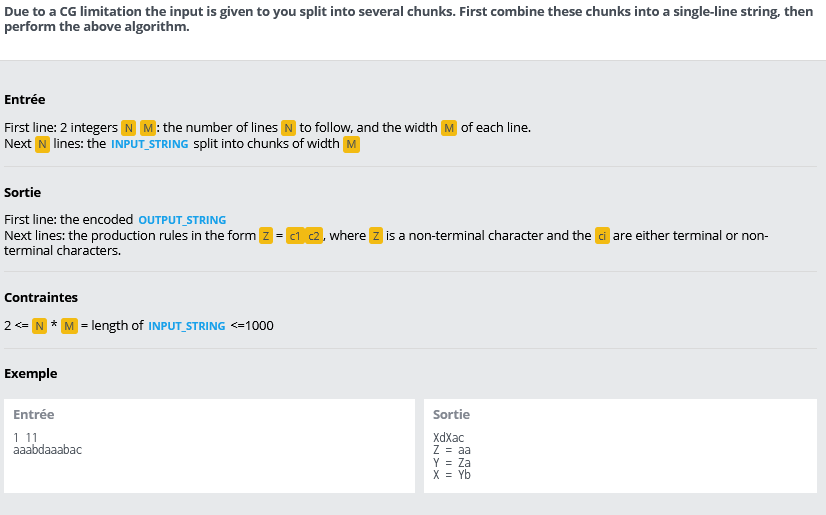 Due to a CG limitation the input is given to you split into several chunks. First combine these chunks into a single-line string, then
perform the above algorithm.
Entrée
First line: 2 integers N M: the number of lines N to follow, and the width M of each line.
Next N lines: the INPUT_STRING split into chunks of width M
Sortie
First line: the encoded OUTPUT_STRING
Next lines: the production rules in the form Z = c1 c2, where Z is a non-terminal character and the ci are either terminal or non-
terminal characters.
Contraintes
2 <= N * M = length of INPUT_STRING <=1000
Exemple
Entrée
1 11
aaabdaaabac
Sortie
XdXac
Z = aa
Y = Za
X = Yb